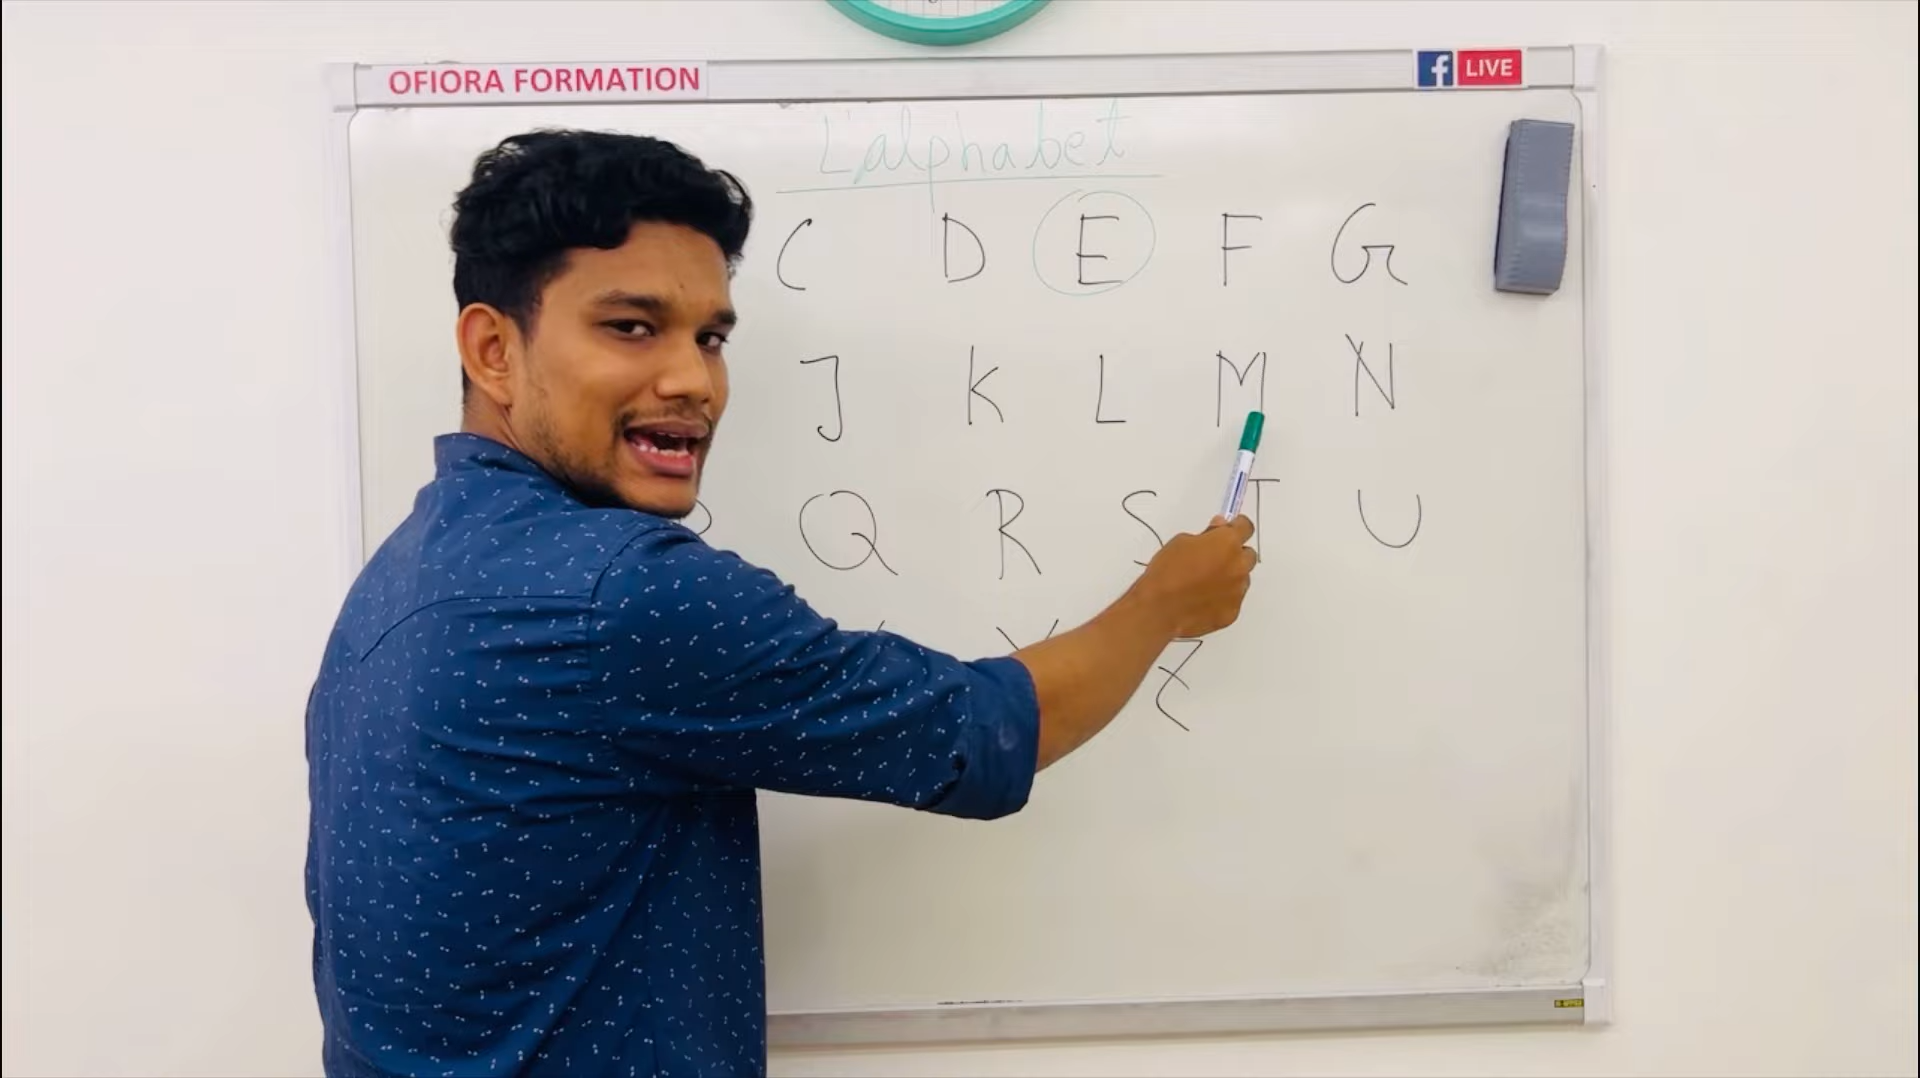 OFIORA FORMATION
f LIVE
L'alphabet
C D E F G
J K L M N
Q R S T U
Y Z